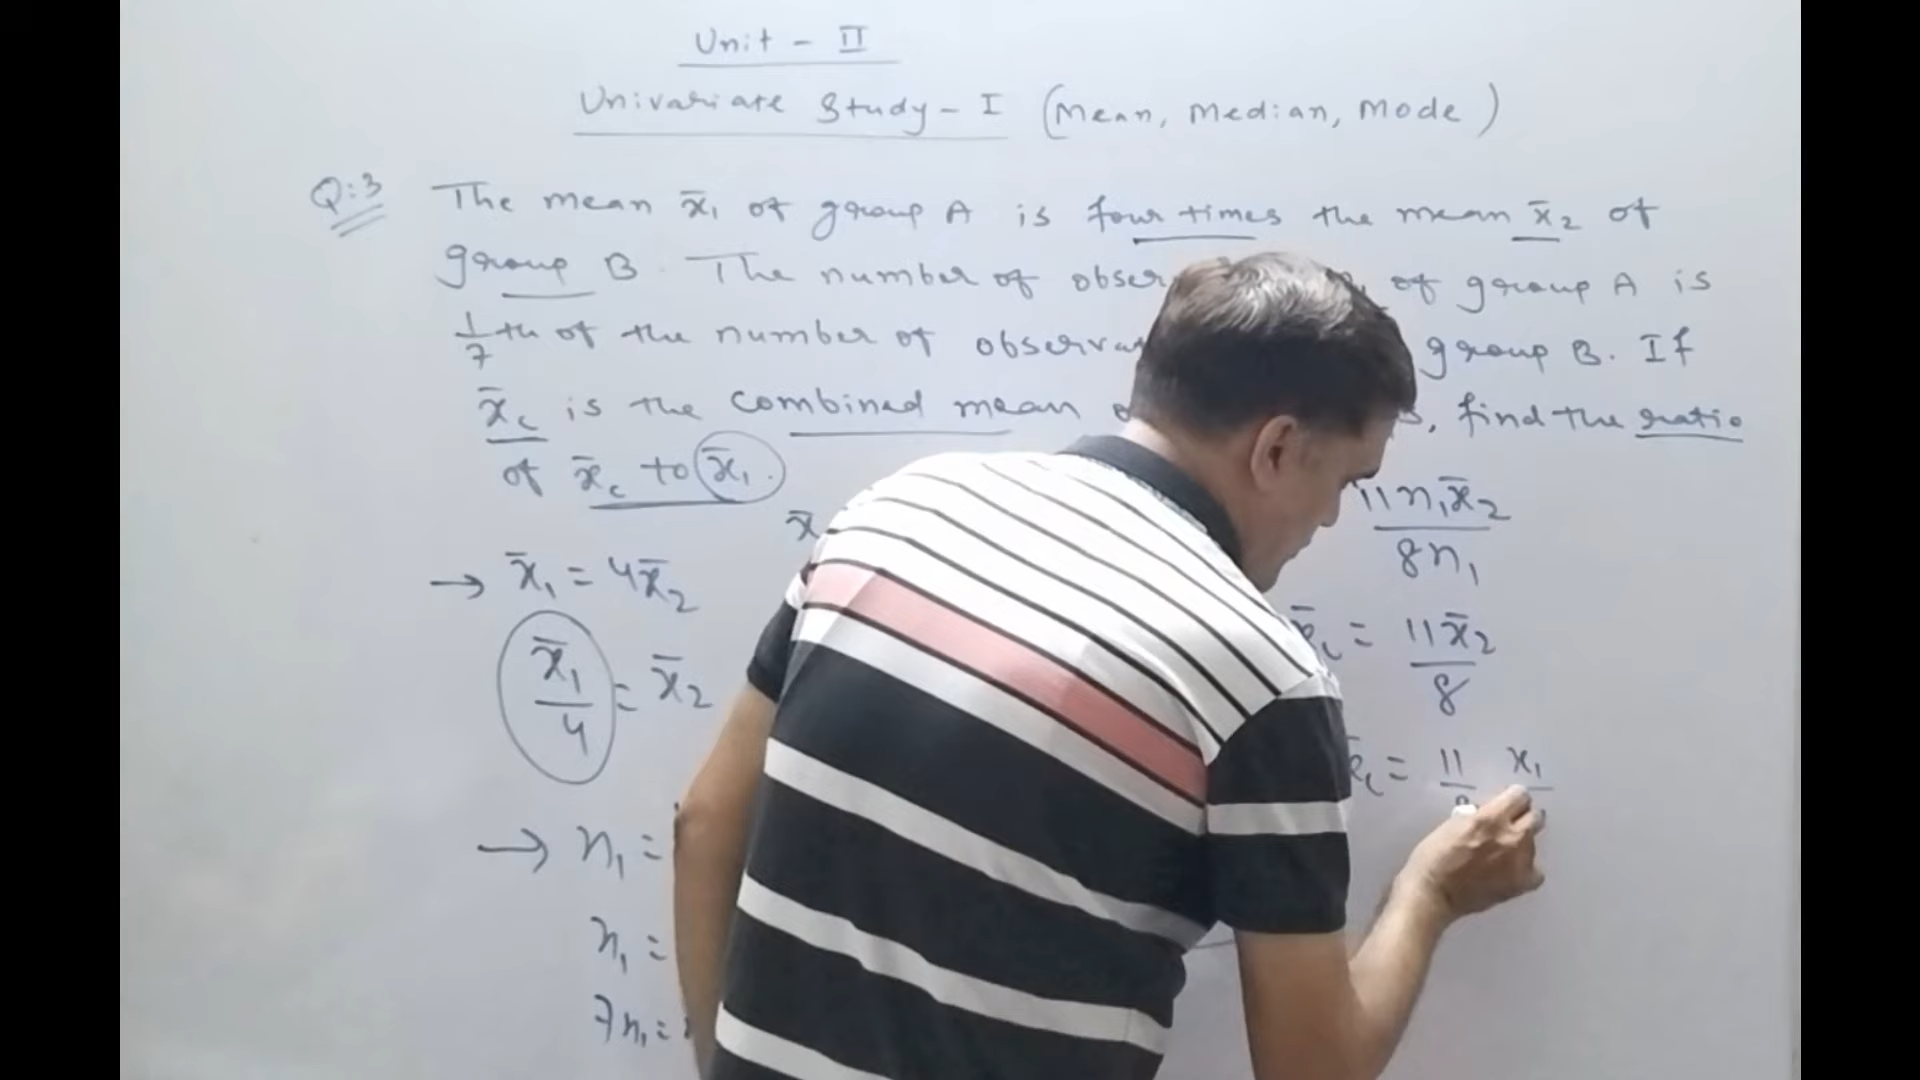 Unit - II
Univariate Study - I (Mean, Median, Mode)
Q:3 The mean x̄₁ of group A is four times the mean x̄₂ of
group B. The number of of group A is
1/7 th of the number of group B. If
x̄c is the combined mean find the ratio
of x̄c to x̄₁.
→ x̄₁ = 4x̄₂
x̄₁/4 = x̄₂
→ n₁ =
n₁ =
7n₁ =
x̄
11n₁x̄₂/8n₁
= 11x̄₂/8
= 11 x₁